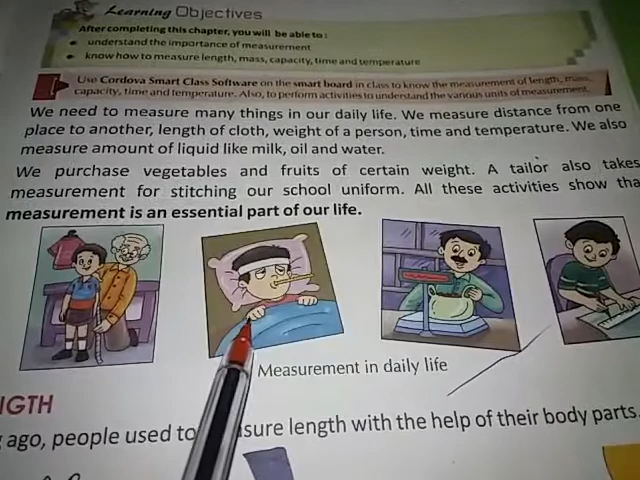 Learning Objectives
After completing this chapter, you will be able to :
understand the importance of measurement
know how to measure length, mass, capacity, time and temperature
Use Cordova Smart Class Software on the smart board in class to know the measurement of length, mass,
capacity, time and temperature. Also, to perform activities to understand the various units of measurement.
We need to measure many things in our daily life. We measure distance from one
place to another, length of cloth, weight of a person, time and temperature. We also
measure amount of liquid like milk, oil and water.
We purchase vegetables and fruits of certain weight. A tailor also takes
measurement for stitching our school uniform. All these activities show tha
measurement is an essential part of our life.
Measurement in daily life
IGTH
ago, people used to sure length with the help of their body parts.